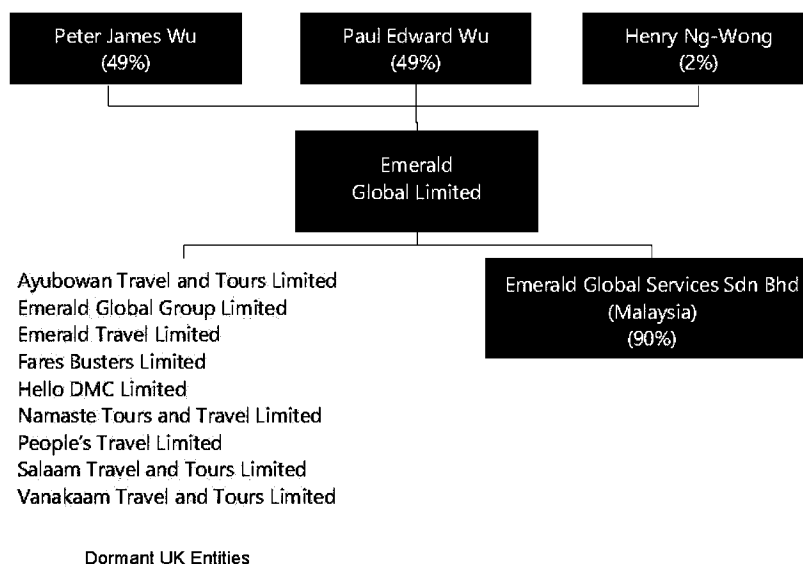 Peter James Wu
(49%)
Paul Edward Wu
(49%)
Henry Ng-Wong
(2%)
Emerald
Global Limited
Ayubowan Travel and Tours Limited
Emerald Global Group Limited
Emerald Travel Limited
Fares Busters Limited
Hello DMC Limited
Namaste Tours and Travel Limited
People's Travel Limited
Salaam Travel and Tours Limited
Vanakaam Travel and Tours Limited
Emerald Global Services Sdn Bhd
(Malaysia)
(90%)
Dormant UK Entities